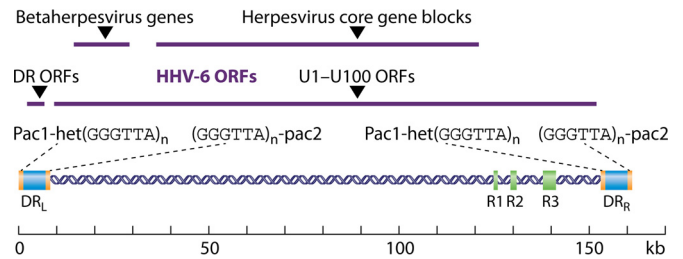 Betaherpesvirus genes
Herpesvirus core gene blocks
DR ORFs
HHV-6 ORFs
U1–U100 ORFs
Pac1-het(GGGTTA)n
(GGGTTA)n-pac2
Pac1-het(GGGTTA)n
(GGGTTA)n-pac2
DRL
R1
R2
R3
DRR
0
50
100
150
kb